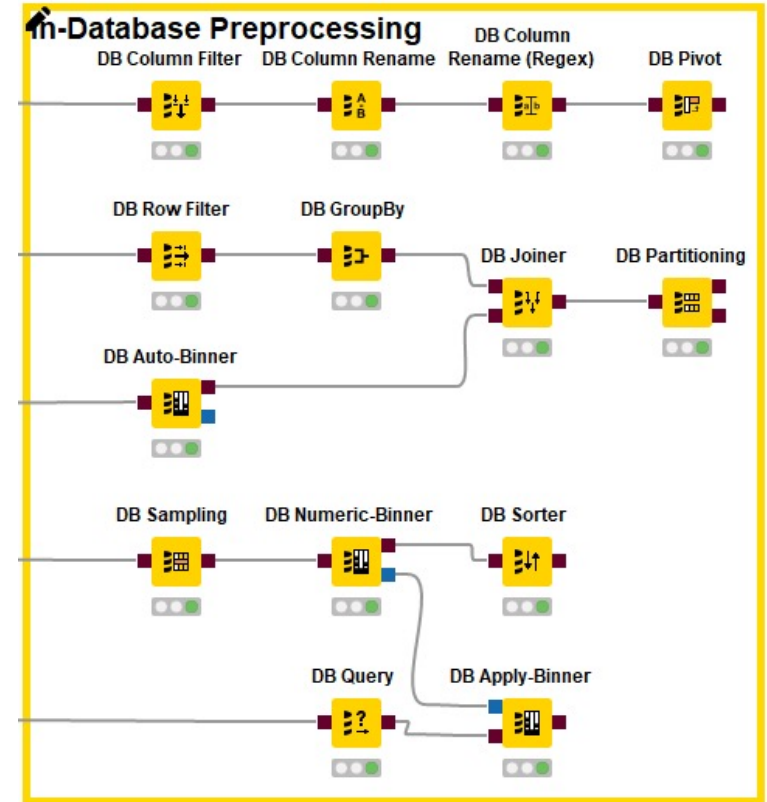 In-Database Preprocessing
DB Column Filter
DB Column Rename
DB Column
Rename (Regex)
DB Pivot
A
B
a b
DB Row Filter
DB GroupBy
DB Joiner
DB Partitioning
DB Auto-Binner
DB Sampling
DB Numeric-Binner
DB Sorter
DB Query
DB Apply-Binner
?